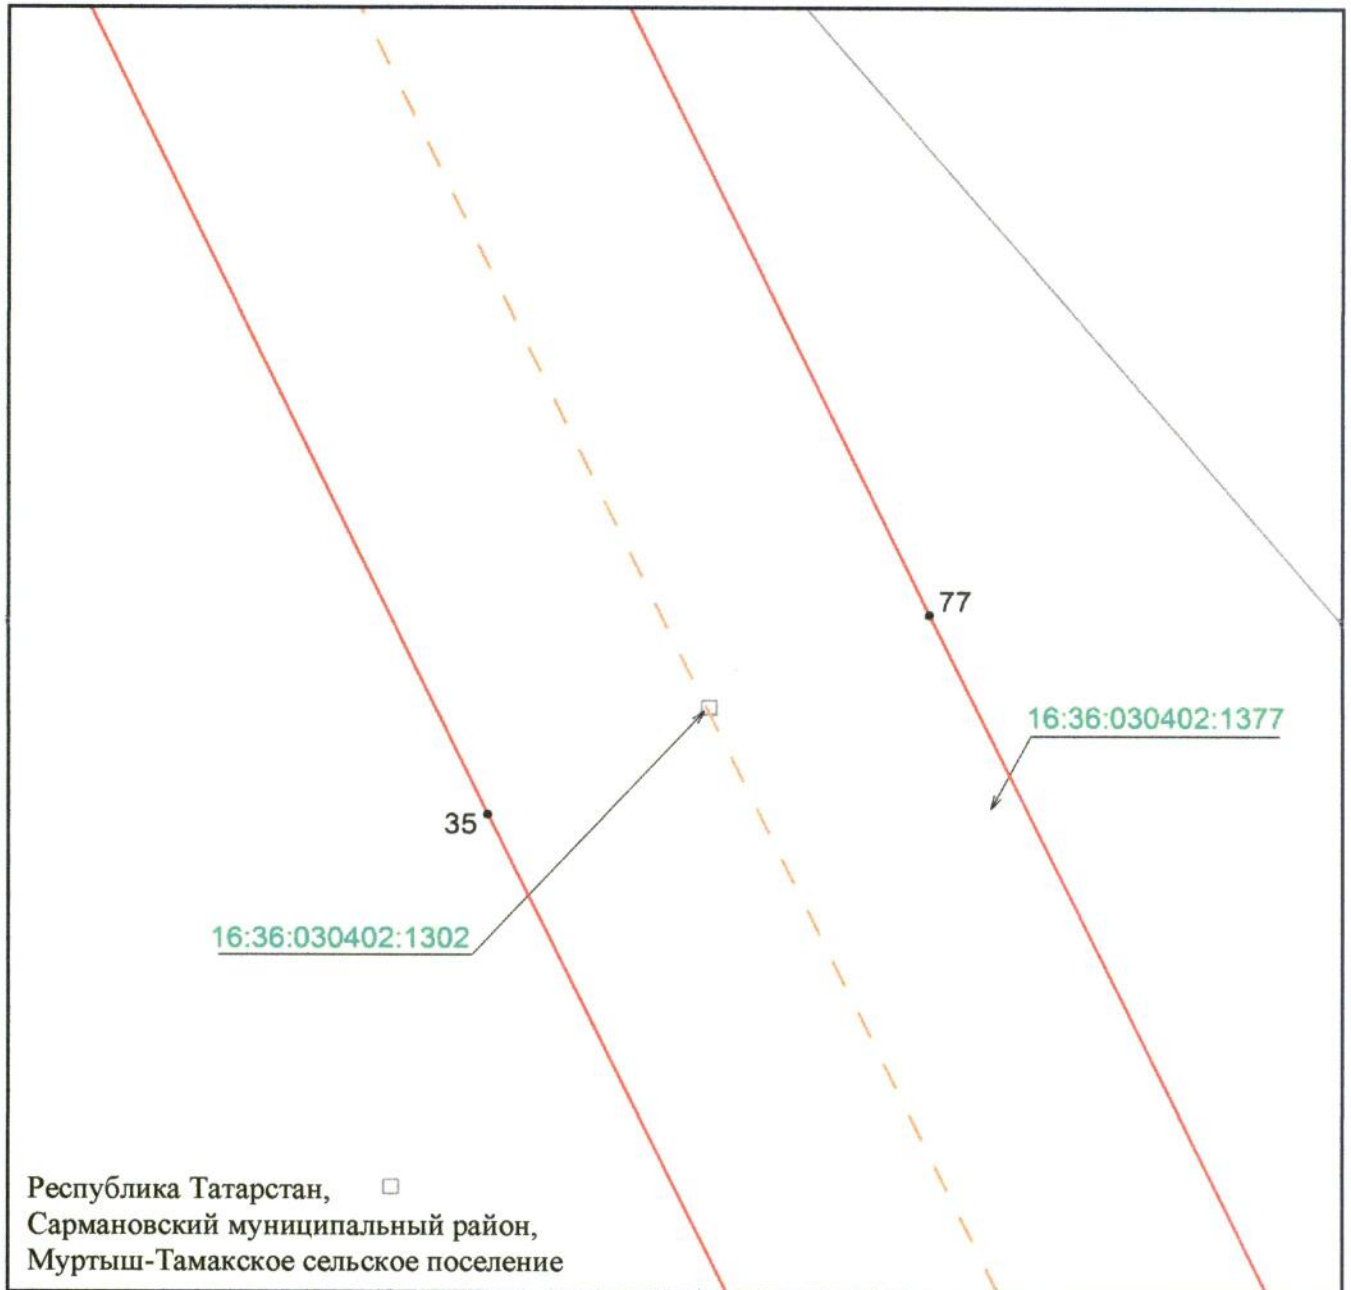 77
16:36:030402:1377
35
16:36:030402:1302
Республика Татарстан,
Сармановский муниципальный район,
Муртыш-Тамакское сельское поселение